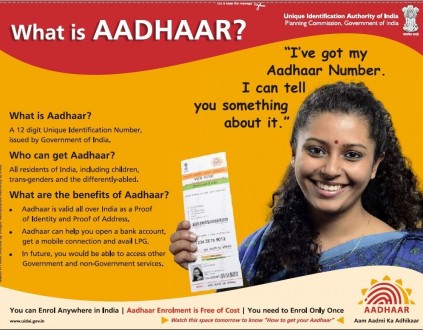 What is AADHAAR?
Unique Identification Authority of India
Planning Commission, Government of India
"I've got my
Aadhaar Number.
I can tell
you something
about it."
What is Aadhaar?
A 12 digit Unique Identification Number,
issued by Government of India.
Who can get Aadhaar?
All residents of India, including children,
trans-genders and the differently-abled.
What are the benefits of Aadhaar?
• Aadhaar is valid all over India as a Proof
of Identity and Proof of Address.
• Aadhaar can help you open a bank account,
get a mobile connection and avail LPG.
• In future, you would be able to access other
Government and non-Government services.
You can Enrol Anywhere in India | Aadhaar Enrolment is Free of Cost | You need to Enrol Only Once
www.uidai.gov.in
Watch this space tomorrow to know "How to get your Aadhaar"
AADHAAR
Aam Aadmi Ka Adhikaar